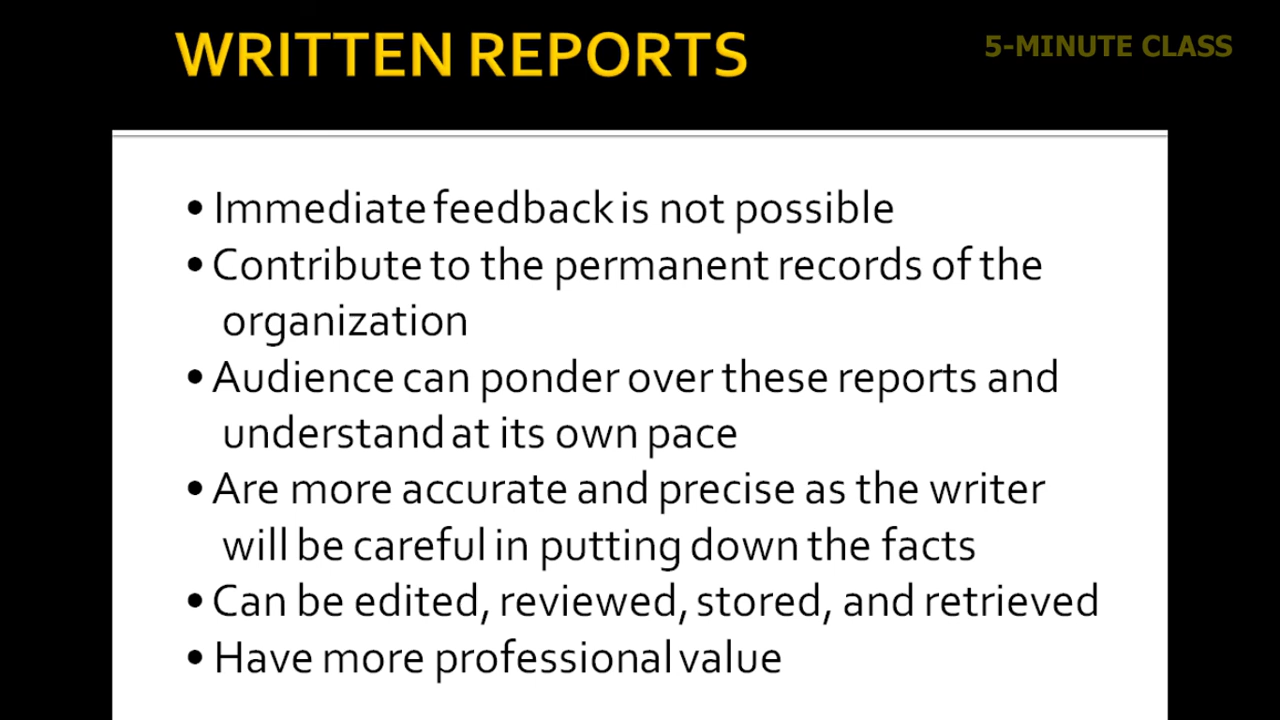 WRITTEN REPORTS
5-MINUTE CLASS
• Immediate feedback is not possible
• Contribute to the permanent records of the
organization
• Audience can ponder over these reports and
understand at its own pace
• Are more accurate and precise as the writer
will be careful in putting down the facts
• Can be edited, reviewed, stored, and retrieved
• Have more professional value